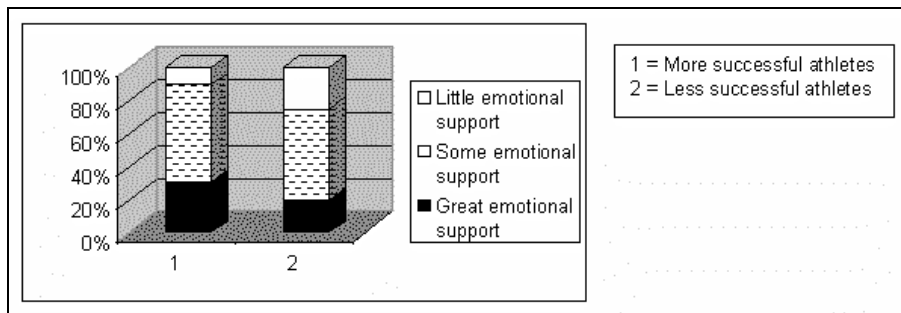 100%
80%
60%
40%
20%
0%
1
2
Little emotional
support
Some emotional
support
Great emotional
support
1 = More successful athletes
2 = Less successful athletes